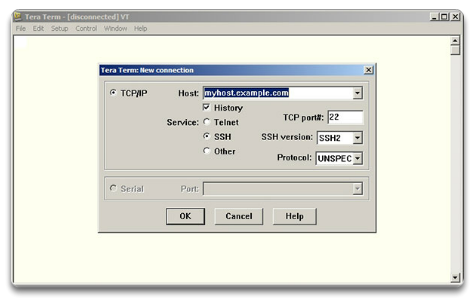 Tera Term - [disconnected] VT
File Edit Setup Control Window Help
Tera Term: New connection
TCP/IP Host: myhost.example.com
History
Service: Telnet TCP port#: 22
SSH SSH version: SSH2
Other Protocol: UNSPEC
Serial Port:
OK Cancel Help